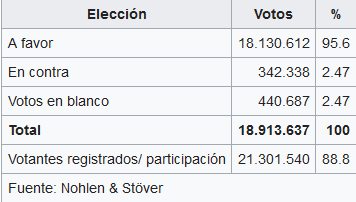 Elección Votos %
A favor 18.130.612 95.6
En contra 342.338 2.47
Votos en blanco 440.687 2.47
Total 18.913.637 100
Votantes registrados/ participación 21.301.540 88.8
Fuente: Nohlen & Stöver